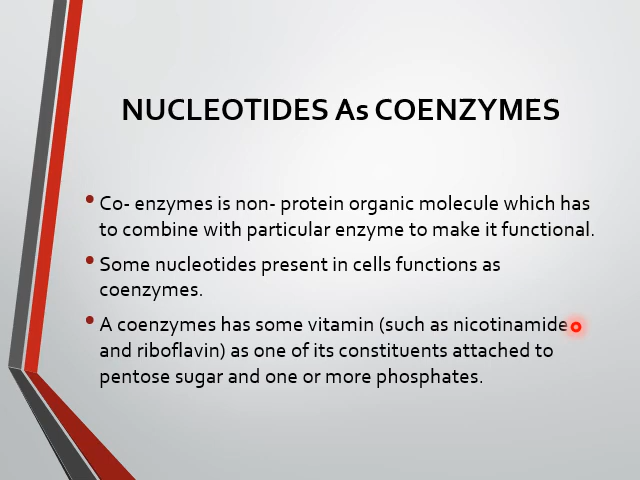 NUCLEOTIDES As COENZYMES
• Co- enzymes is non- protein organic molecule which has
to combine with particular enzyme to make it functional.
• Some nucleotides present in cells functions as
coenzymes.
• A coenzymes has some vitamin (such as nicotinamide
and riboflavin) as one of its constituents attached to
pentose sugar and one or more phosphates.